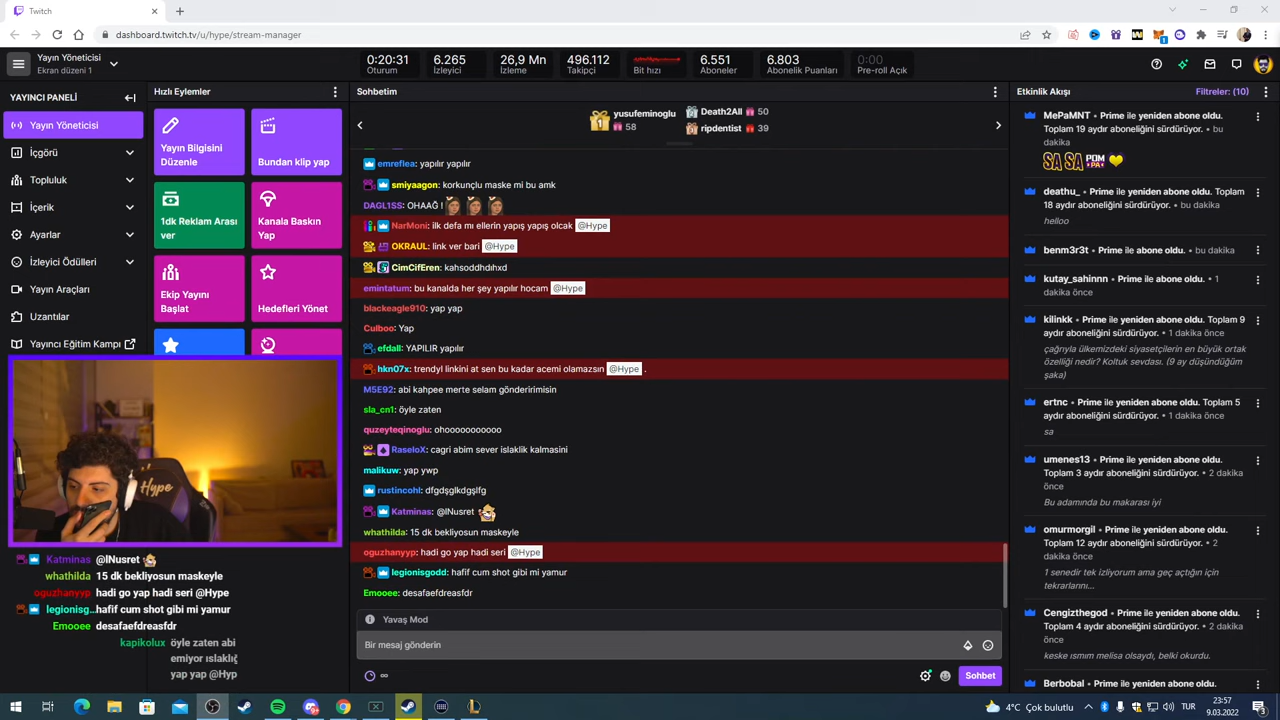 Twitch
dashboard.twitch.tv/u/hype/stream-manager
Yayın Yöneticisi
Ekran düzeni 1
0:20:31
Oturum
6.265
İzleyici
26,9 Mn
İzleme
496.112
Takipçi
Bit hızı
6.551
Aboneler
6.803
Abonelik Puanları
0:00
Pre-roll Açık
YAYINCI PANELİ
Yayın Yöneticisi
İçgörü
Topluluk
İçerik
Ayarlar
İzleyici Ödülleri
Yayın Araçları
Uzantılar
Yayıncı Eğitim Kampı
Hızlı Eylemler
Yayın Bilgisini
Düzenle
Bundan klip yap
1dk Reklam Arası
ver
Kanala Baskın
Yap
Ekip Yayını
Başlat
Hedefleri Yönet
Sohbetim
1
yusufeminoglu
58
Death2All 50
ripdentist 39
emreflea: yapılır yapılır
smiyaagon: korkunçlu maske mi bu amk
DAGL1SS: OHAAĞ !
NarMoni: ilk defa mı ellerin yapış yapış olcak @Hype
OKRAUL: link ver bari @Hype
CimCifEren: kahsoddhdıhxd
emintatum: bu kanalda her şey yapılır hocam @Hype
blackeagle910: yap yap
Culboo: Yap
efdall: YAPILIR yapılır
hkn07x: trendyl linkini at sen bu kadar acemi olamazsın @Hype .
M5E92: abi kahpee merte selam gönderirimisin
sla_cn1: öyle zaten
quzeyteqinoglu: ohooooooooooo
RaseloX: cagri abim sever islaklik kalmasini
malikuw: yap ywp
rustincohl: dfgdşglkdgşlfg
Katminas: @lNusret
whathilda: 15 dk bekliyosun maskeyle
oguzhanyyp: hadi go yap hadi seri @Hype
legionisgodd: hafif cum shot gibi mi yamur
Emooee: desafaefdreasfdr
Yavaş Mod
Bir mesaj gönderin
∞
Sohbet
Etkinlik Akışı
Filtreler: (10)
MePaMNT • Prime ile yeniden abone oldu.
Toplam 19 aydır aboneliğini sürdürüyor. • bu
dakika
SA SA
deathu_ • Prime ile yeniden abone oldu. Toplam
18 aydır aboneliğini sürdürüyor. • bu dakika
helloo
benm3r3t • Prime ile abone oldu. • bu dakika
kutay_sahinnn • Prime ile abone oldu. • 1
dakika önce
kilinkk • Prime ile yeniden abone oldu. Toplam 9
aydır aboneliğini sürdürüyor. • 1 dakika önce
çağrıyla ülkemizdeki siyasetçilerin en büyük ortak
özelliği nedir? Koltuk sevdası. (9 ay düşündüğüm
şaka)
ertnc • Prime ile yeniden abone oldu. Toplam 5
aydır aboneliğini sürdürüyor. • 1 dakika önce
sa
umenes13 • Prime ile yeniden abone oldu.
Toplam 3 aydır aboneliğini sürdürüyor. • 2 dakika
önce
Bu adamında bu makarası iyi
omurmorgil • Prime ile yeniden abone oldu.
Toplam 12 aydır aboneliğini sürdürüyor. • 2
dakika önce
1 senedir tek izliyorum ama geç açtığın için
tekrarlarını...
Cengizthegod • Prime ile yeniden abone oldu.
Toplam 4 aydır aboneliğini sürdürüyor. • 2 dakika
önce
keske ısmım melisa olsaydı, belki okurdu.
Berbobal • Prime ile yeniden abone oldu.
Hype
Katminas @lNusret
whathilda 15 dk bekliyosun maskeyle
oguzhanyyp hadi go yap hadi seri @Hype
legionisg... hafif cum shot gibi mi yamur
Emooee desafaefdreasfdr
kapikolux öyle zaten abi
emiyor ıslaklığ
yap yap @Hyp
4°C Çok bulutlu
TUR
23:57
9.03.2022
3